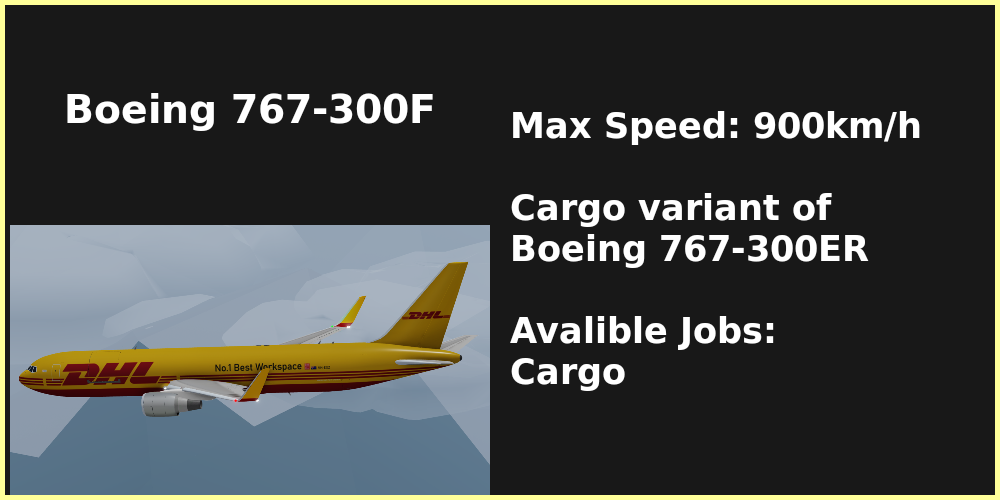 Boeing 767-300F
Max Speed: 900km/h
Cargo variant of
Boeing 767-300ER
Avalible Jobs:
Cargo
DHL
DHL
No.1 Best Workspace